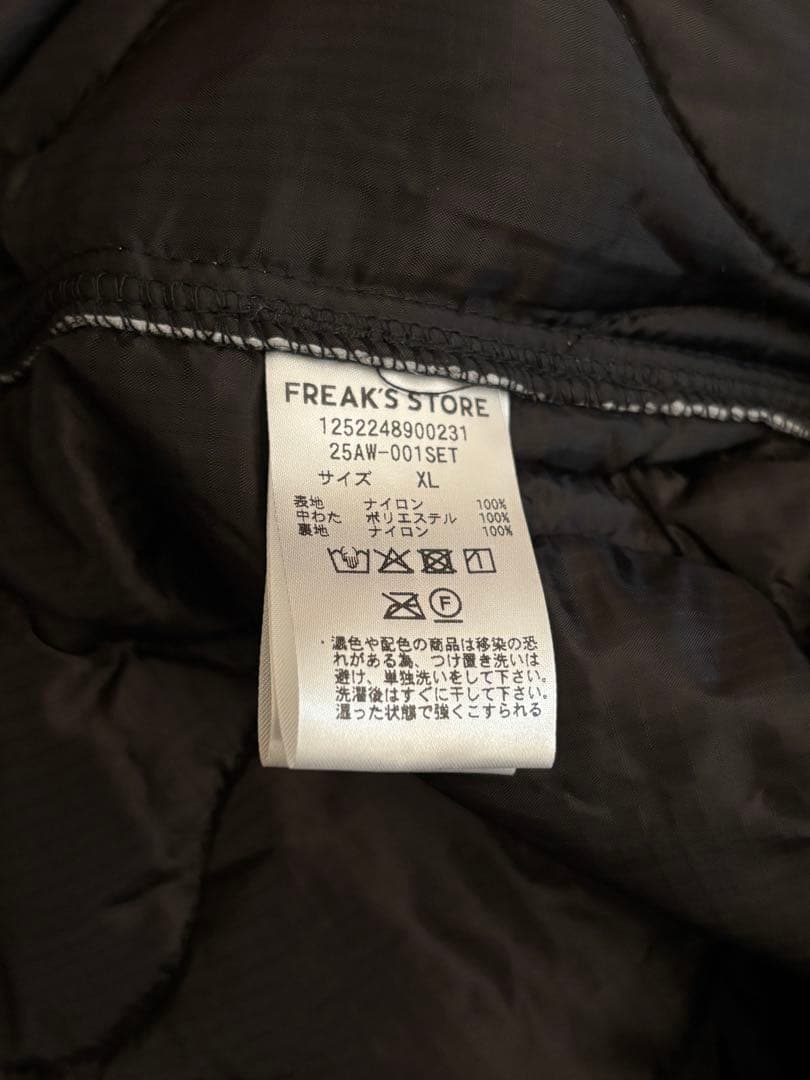 FREAK'S STORE
1252248900231
25AW-001SET
サイズ XL
表地 ナイロン 100%
中わた ポリエステル 100%
裏地 ナイロン 100%
F
・濃色や配色の商品は移染の恐
れがある為、つけ置き洗いは
避け、単独洗いをして下さい。
洗濯後はすぐに干して下さい。
湿った状態で強くこすられる